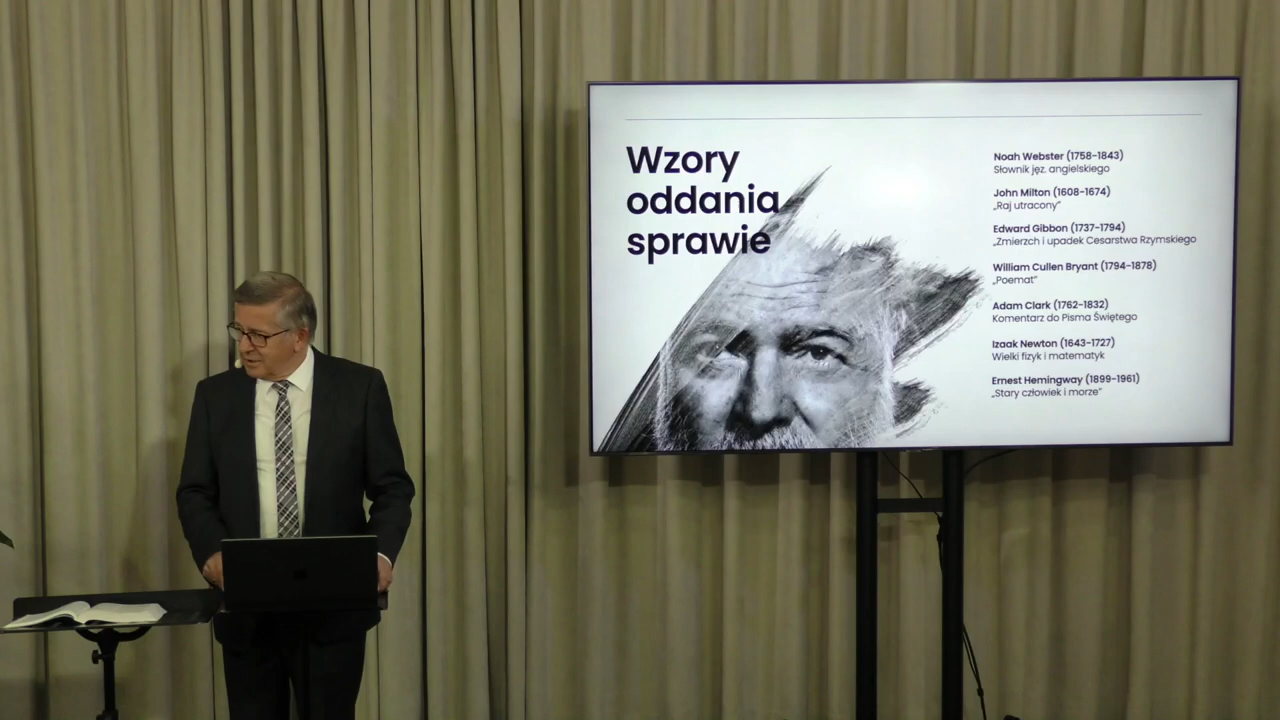 Wzory
oddania
sprawie
Noah Webster (1758-1843)
Słownik jęz. angielskiego
John Milton (1608-1674)
„Raj utracony”
Edward Gibbon (1737-1794)
„Zmierzch i upadek Cesarstwa Rzymskiego
William Cullen Bryant (1794-1878)
„Poemat”
Adam Clark (1762-1832)
Komentarz do Pisma Świętego
Izaak Newton (1643-1727)
Wielki fizyk i matematyk
Ernest Hemingway (1899-1961)
„Stary człowiek i morze”